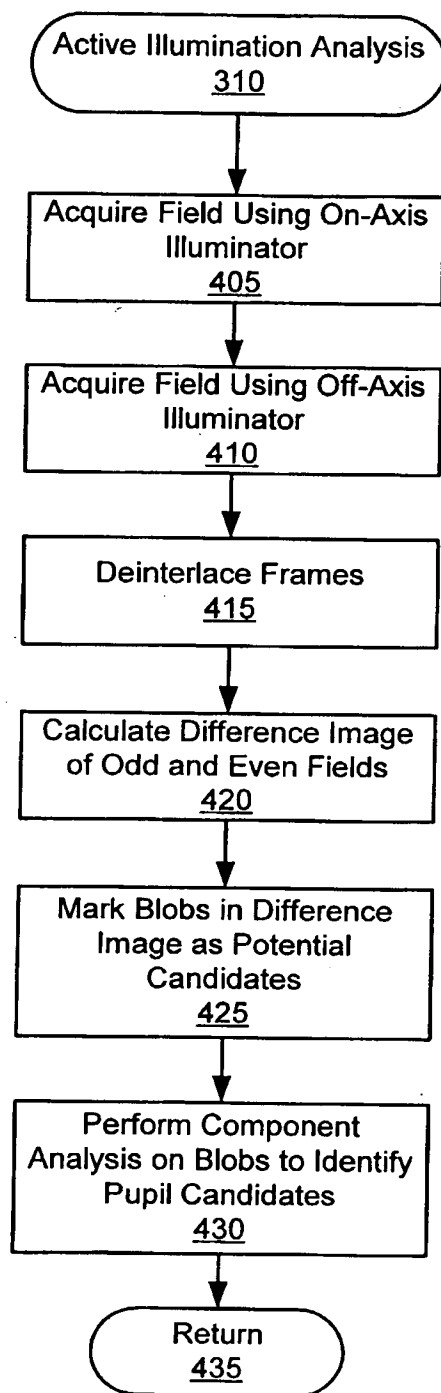 Active Illumination Analysis
310
Acquire Field Using On-Axis
Illuminator
405
Acquire Field Using Off-Axis
Illuminator
410
Deinterlace Frames
415
Calculate Difference Image
of Odd and Even Fields
420
Mark Blobs in Difference
Image as Potential
Candidates
425
Perform Component
Analysis on Blobs to Identify
Pupil Candidates
430
Return
435